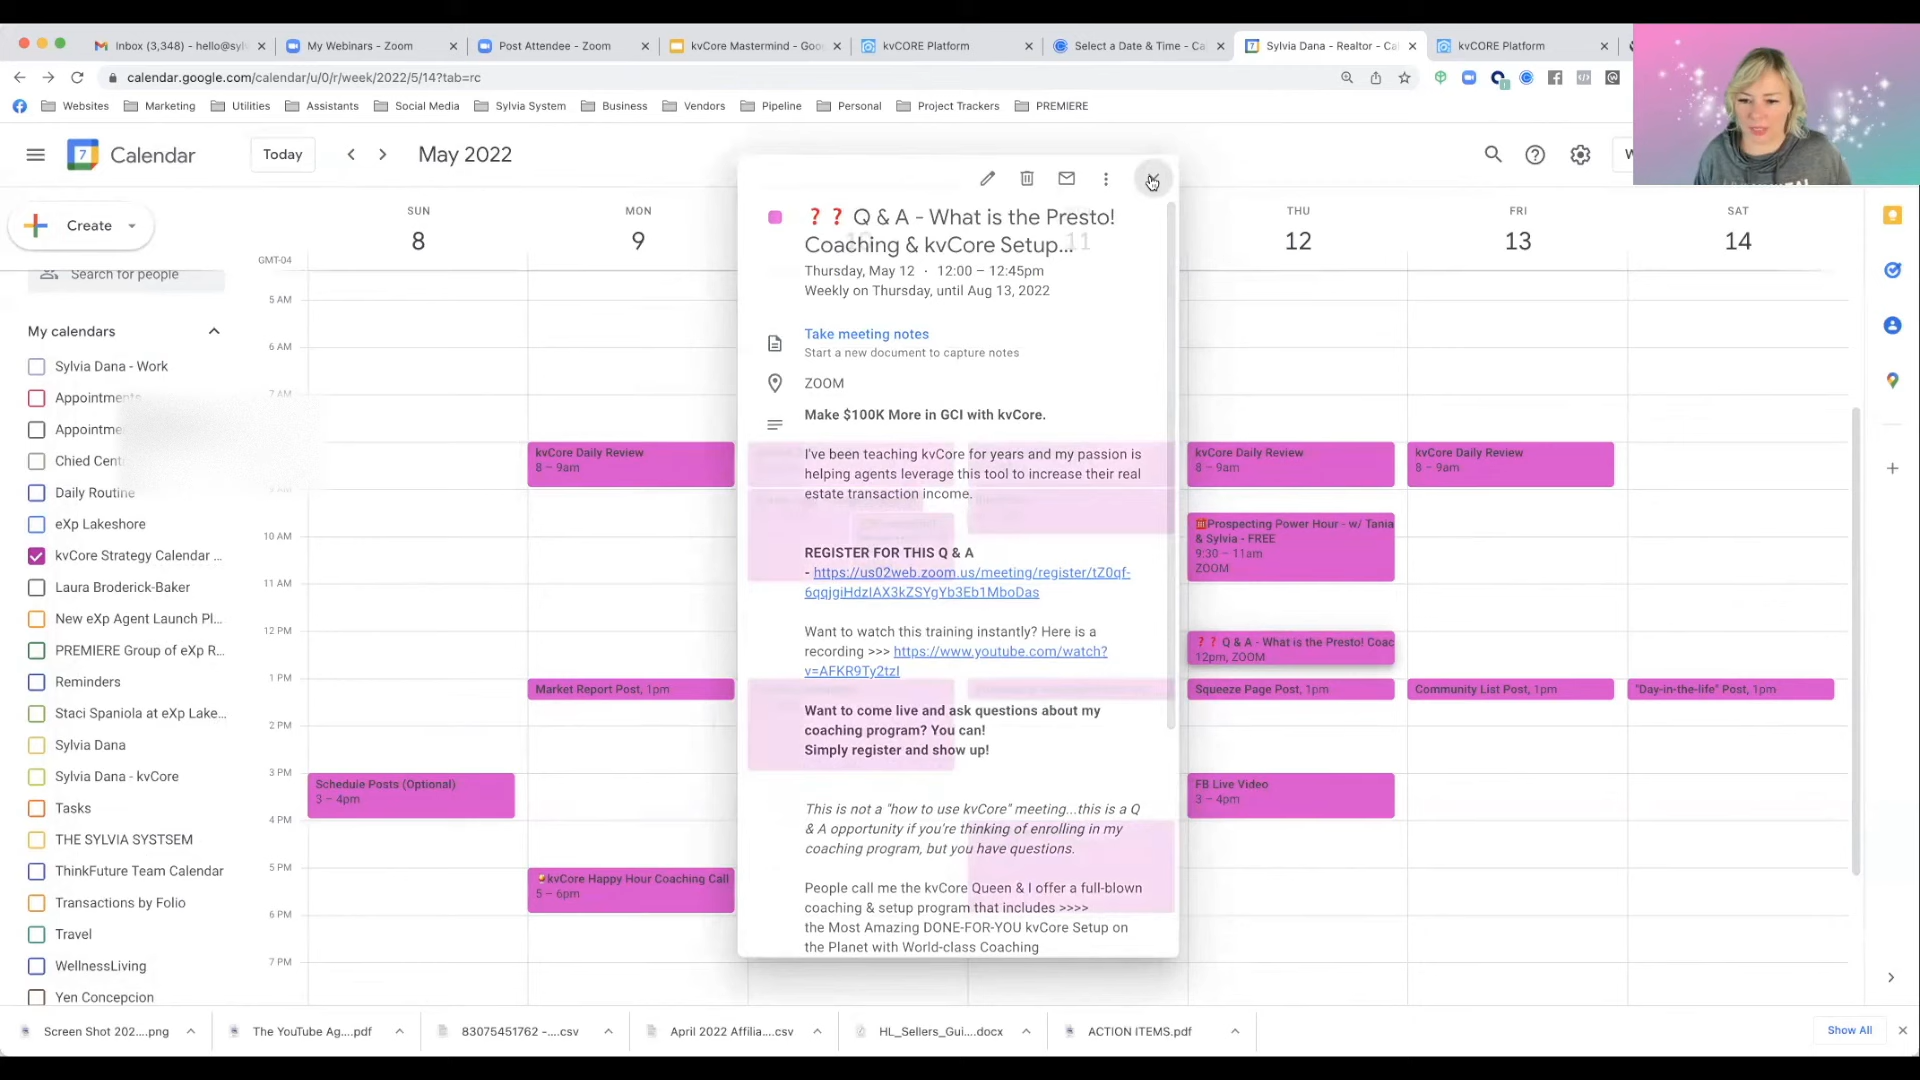 Inbox (3,348) - hello@syl
My Webinars - Zoom
Post Attendee - Zoom
kvCore Mastermind - Goo
kvCORE Platform
Select a Date & Time - Ca
Sylvia Dana - Realtor - Ca
kvCORE Platform
calendar.google.com/calendar/u/0/r/week/2022/5/14?tab=rc
Websites
Marketing
Utilities
Assistants
Social Media
Sylvia System
Business
Vendors
Pipeline
Personal
Project Trackers
PREMIERE
7
Calendar
Today
May 2022
Create
Search for people
My calendars
Sylvia Dana - Work
Appointments
Appointme
Chied Cent
Daily Routine
eXp Lakeshore
kvCore Strategy Calendar ...
Laura Broderick-Baker
New eXp Agent Launch Pl...
PREMIERE Group of eXp R...
Reminders
Staci Spaniola at eXp Lake...
Sylvia Dana
Sylvia Dana - kvCore
Tasks
THE SYLVIA SYSTSEM
ThinkFuture Team Calendar
Transactions by Folio
Travel
WellnessLiving
Yen Concepcion
GMT-04
5 AM
6 AM
7 AM
10 AM
11 AM
12 PM
1 PM
2 PM
3 PM
4 PM
5 PM
6 PM
7 PM
SUN
8
Schedule Posts (Optional)
3 – 4pm
MON
9
kvCore Daily Review
8 – 9am
Market Report Post, 1pm
kvCore Happy Hour Coaching Call
5 – 6pm
11
❓❓ Q & A - What is the Presto!
Coaching & kvCore Setup...
Thursday, May 12 · 12:00 – 12:45pm
Weekly on Thursday, until Aug 13, 2022
Take meeting notes
Start a new document to capture notes
ZOOM
Make $100K More in GCI with kvCore.
I've been teaching kvCore for years and my passion is
helping agents leverage this tool to increase their real
estate transaction income.
REGISTER FOR THIS Q & A
- https://us02web.zoom.us/meeting/register/tZ0qf-
6qqjgiHdzIAX3kZSYgYb3Eb1MboDas
Want to watch this training instantly? Here is a
recording >>> https://www.youtube.com/watch?
v=AFKR9Ty2tzI
Want to come live and ask questions about my
coaching program? You can!
Simply register and show up!
This is not a "how to use kvCore" meeting...this is a Q
& A opportunity if you're thinking of enrolling in my
coaching program, but you have questions.
People call me the kvCore Queen & I offer a full-blown
coaching & setup program that includes >>>>
the Most Amazing DONE-FOR-YOU kvCore Setup on
the Planet with World-class Coaching
THU
12
kvCore Daily Review
8 – 9am
Prospecting Power Hour - w/ Tania
& Sylvia - FREE
9:30 – 11am
ZOOM
❓❓ Q & A - What is the Presto! Coac
12pm, ZOOM
Squeeze Page Post, 1pm
FB Live Video
3 – 4pm
FRI
13
kvCore Daily Review
8 – 9am
Community List Post, 1pm
SAT
14
"Day-in-the-life" Post, 1pm
Screen Shot 202....png
The YouTube Ag....pdf
83075451762 -....csv
April 2022 Affilia....csv
HL_Sellers_Gui....docx
ACTION ITEMS.pdf
Show All